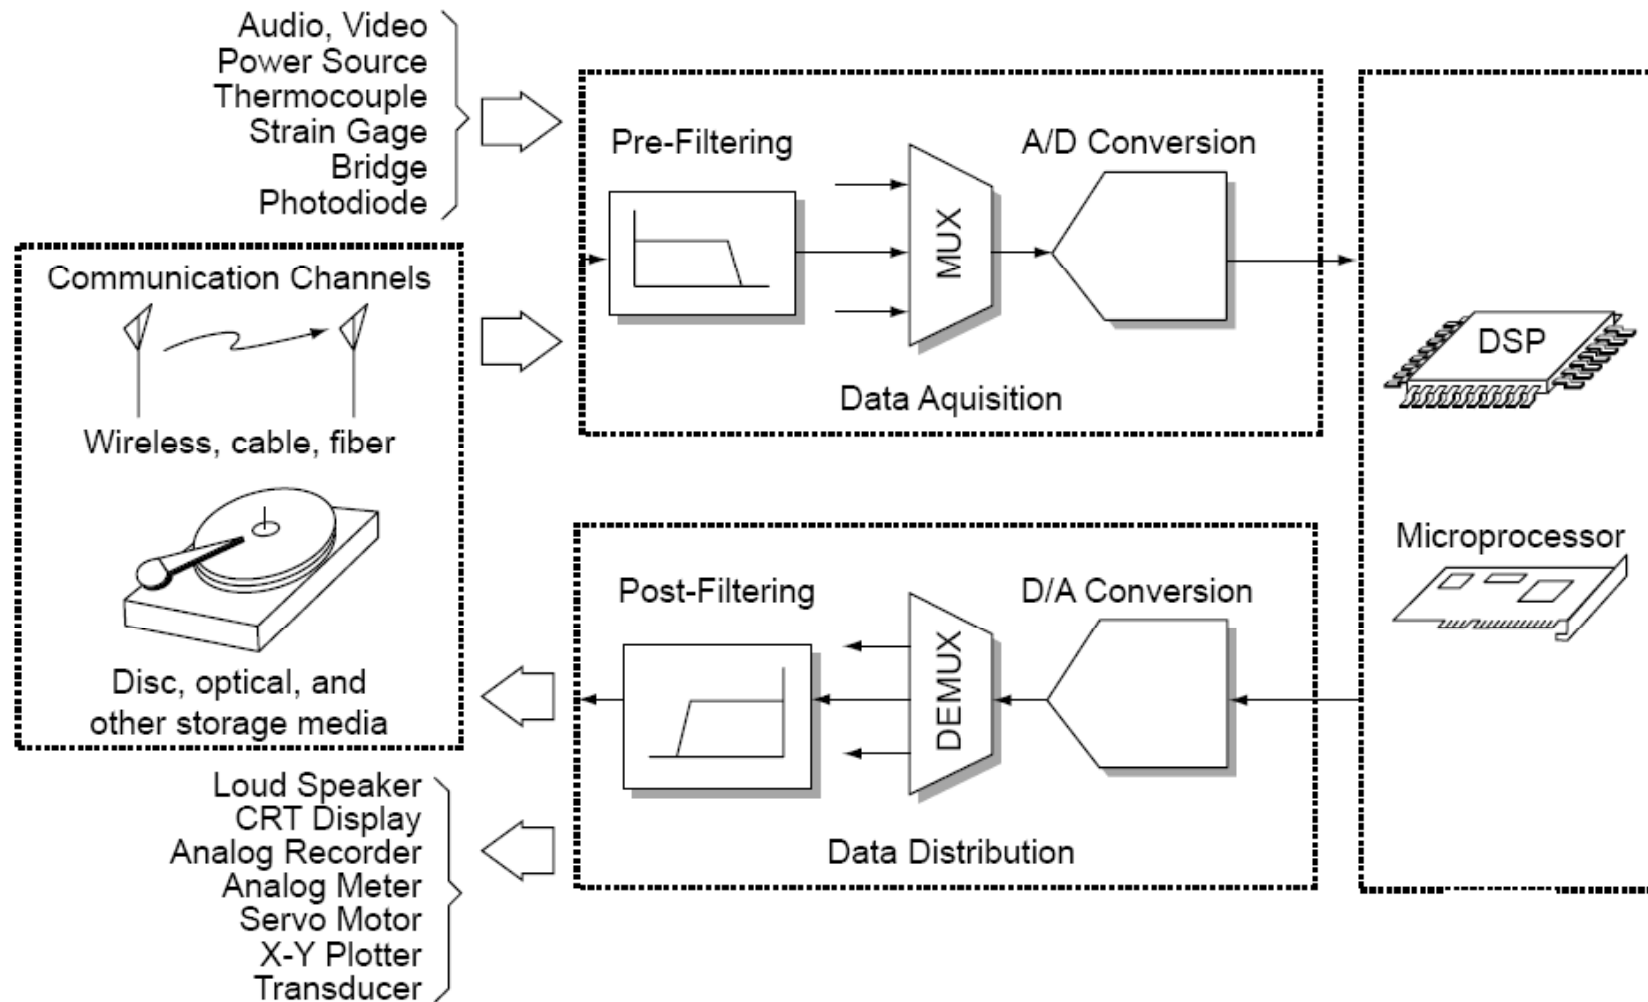 Audio, Video
Power Source
Thermocouple
Strain Gage
Bridge
Photodiode
Communication Channels
Wireless, cable, fiber
Disc, optical, and
other storage media
Loud Speaker
CRT Display
Analog Recorder
Analog Meter
Servo Motor
X-Y Plotter
Transducer
Pre-Filtering
MUX
A/D Conversion
Data Aquisition
DSP
Microprocessor
Post-Filtering
DEMUX
D/A Conversion
Data Distribution